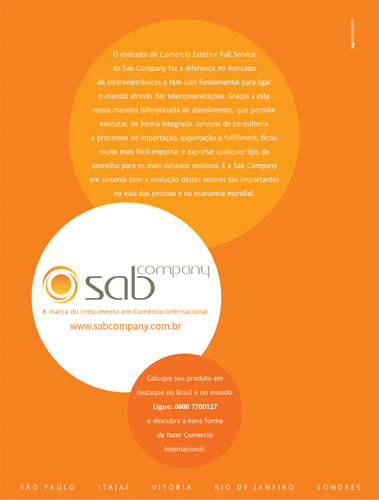 O conceito de Comércio Exterior Full Service
da Sab Company faz a diferença no mercado
de eletroeletrônicos e tem sido fundamental para ligar
o mundo através das telecomunicações. Graças a esta
nossa maneira diferenciada de atendimento, que permite
executar, de forma integrada, serviços de consultoria
e processos de importação, exportação e fulfillment, ficou
muito mais fácil importar e exportar qualquer tipo de
aparelho para os mais variados destinos. É a Sab Company
em sintonia com a evolução destes setores tão importantes
na vida das pessoas e na economia mundial.
sab company
A marca do crescimento em Comércio Internacional
www.sabcompany.com.br
Coloque seu produto em
destaque no Brasil e no mundo.
Ligue: 0800 7700127
e descubra a nova forma
de fazer Comércio
Internacional.
SÃO PAULO ITAJAÍ VITÓRIA RIO DE JANEIRO LONDRES